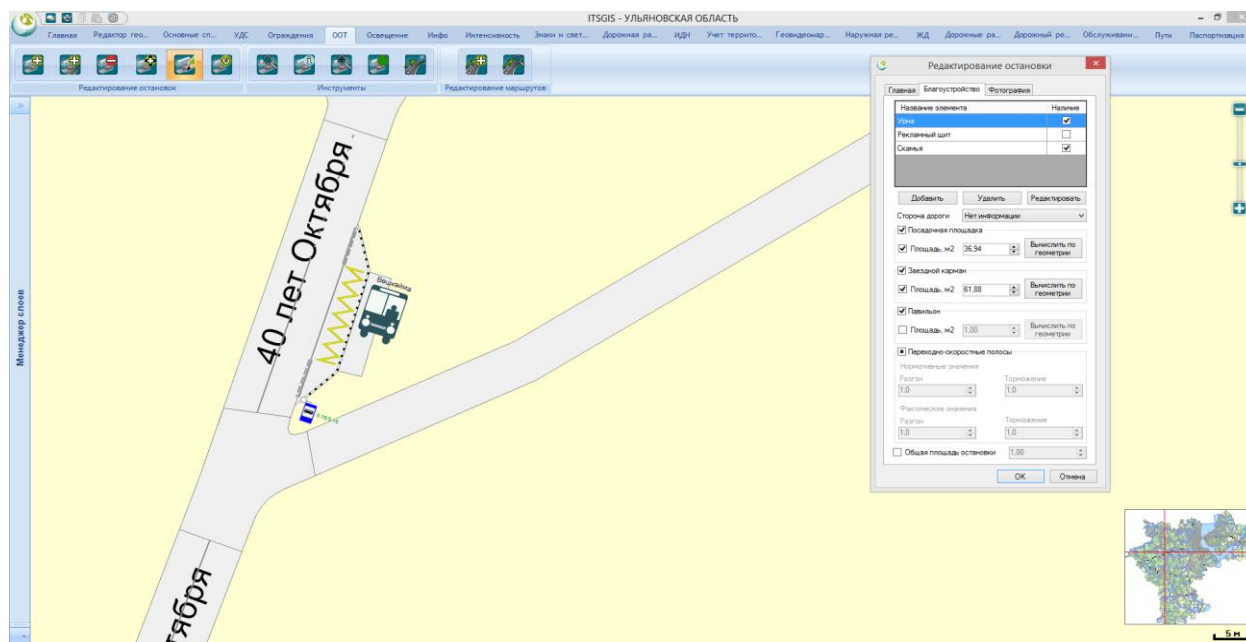 ITSGIS - УЛЬЯНОВСКАЯ ОБЛАСТЬ
Главная Редактор гео... Основные сл... УДС Ограждения ООТ Освещение Инфо Интенсивность Знаки и свет... Дорожная ра... ИДН Учет террито... Геовидеомар... Наружная ре... ЖД Дорожные ра... Дорожный ре... Обслуживани... Пути Паспортизация
Редактирование остановок Инструменты Редактирование маршрутов
Менеджер слоев
40 лет Октября
Вешкайма
тября
Редактирование остановки
Главная Благоустройство Фотография
Название элемента Наличие
Урна
Рекламный щит
Скамья
Добавить Удалить Редактировать
Сторона дороги Нет информации
Посадочная площадка
Площадь, м2 36,94 Вычислить по
геометрии
Заездной карман
Площадь, м2 61,88 Вычислить по
геометрии
Павильон
Площадь, м2 1,00 Вычислить по
геометрии
Переходно-скоростные полосы
Нормативные значения
Разгон Торможение
1,0 1,0
Фактические значения
Разгон Торможение
1,0 1,0
Общая площадь остановки 1,00
OK Отмена
5 м